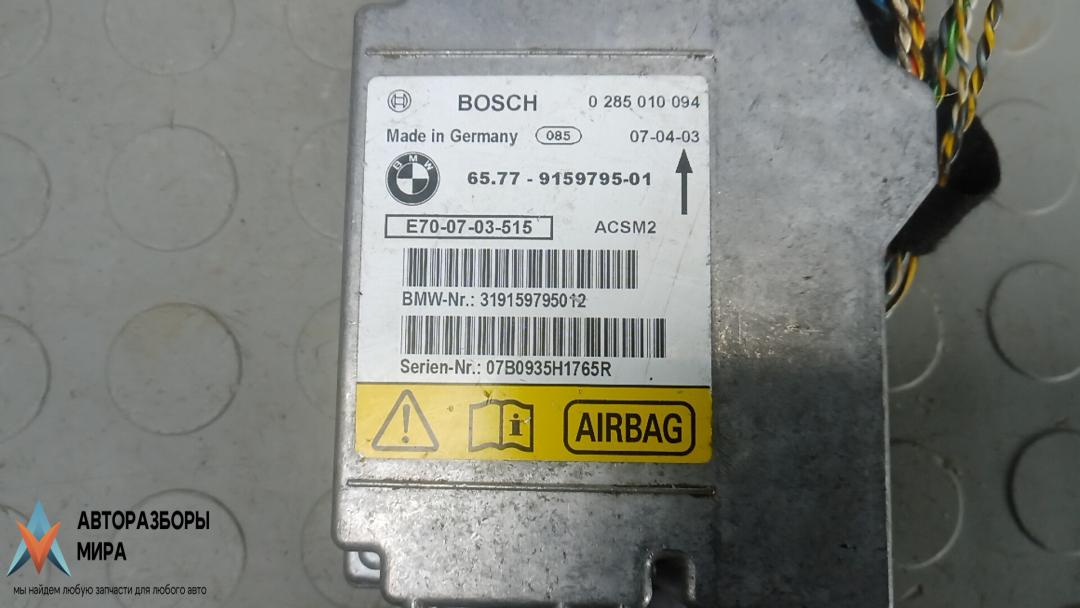 BOSCH 0 285 010 094
Made in Germany 085 07-04-03
BMW
65.77 - 9159795-01
E70-07-03-515 ACSM2
BMW-Nr.: 319159795012
Serien-Nr.: 07B0935H1765R
AIRBAG
АВТОРАЗБОРЫ
МИРА
мы найдем любую запчасти для любого авто